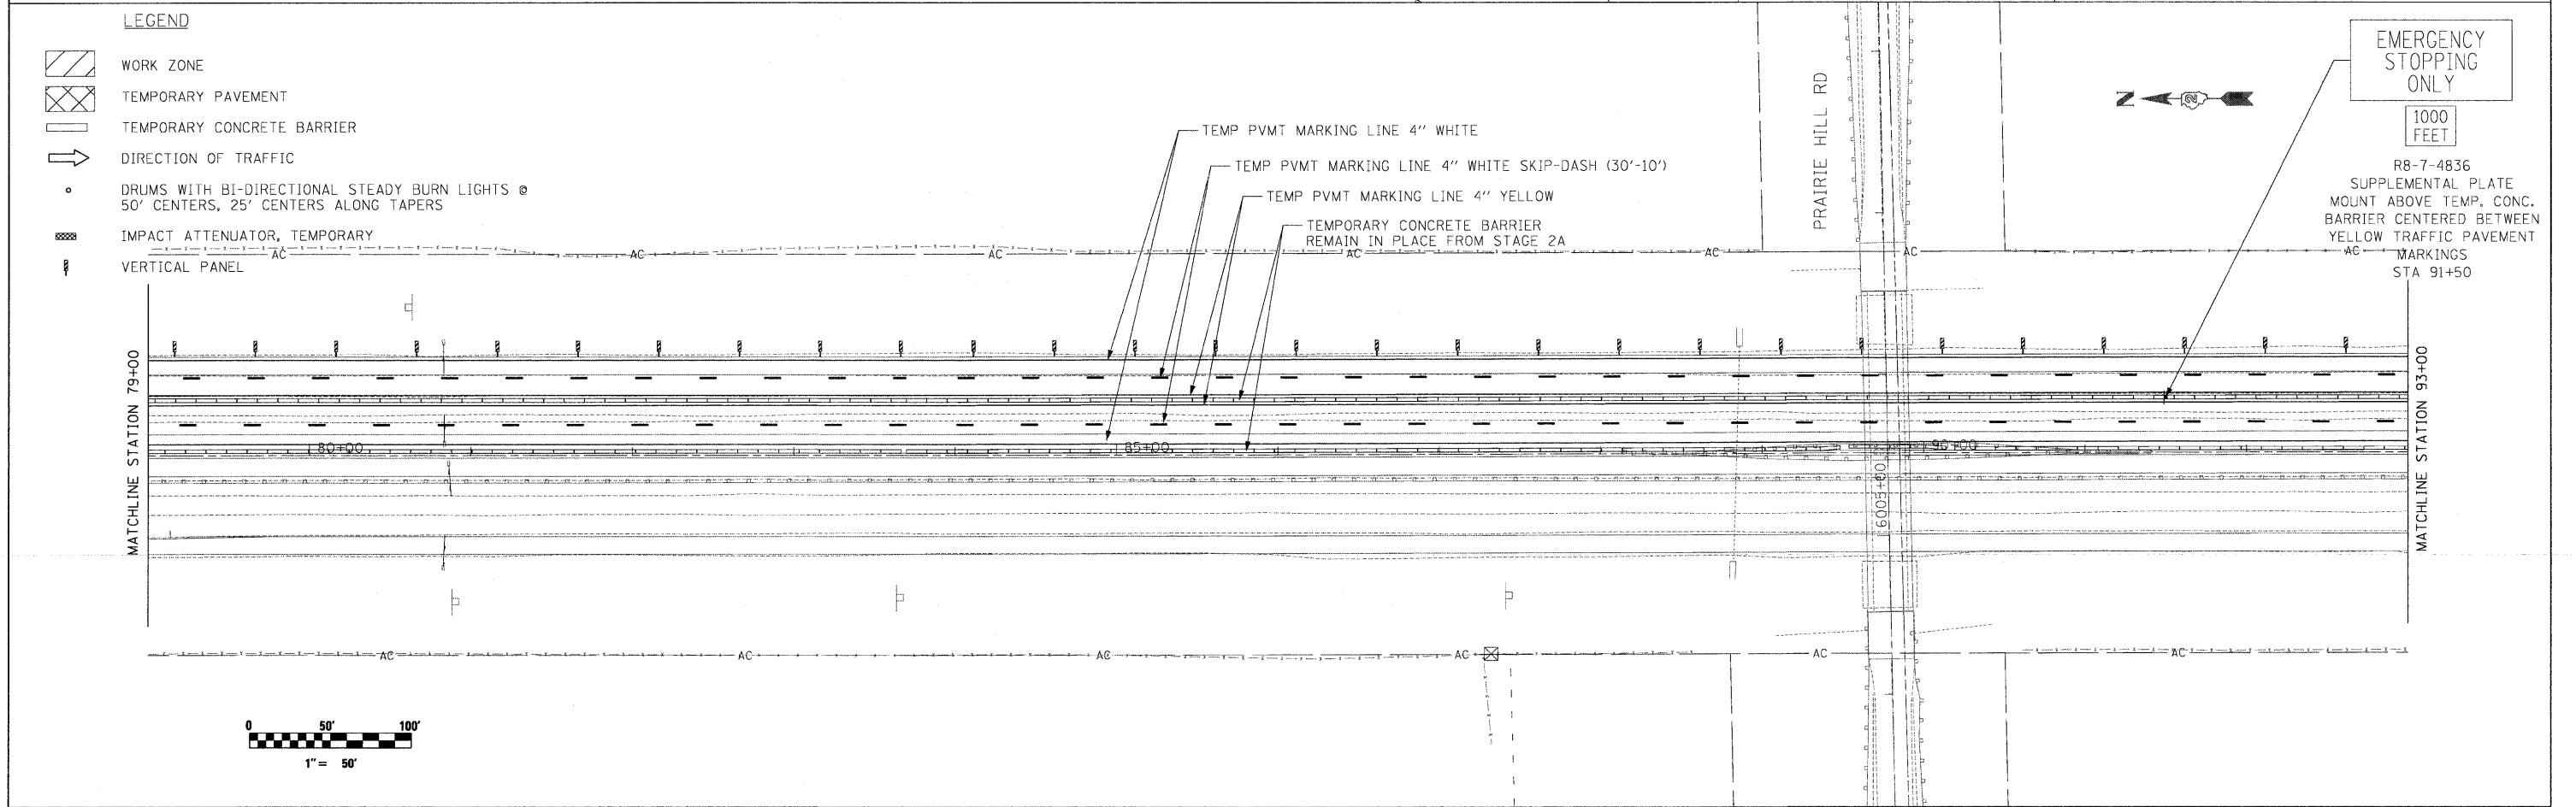 LEGEND
WORK ZONE
TEMPORARY PAVEMENT
TEMPORARY CONCRETE BARRIER
DIRECTION OF TRAFFIC
DRUMS WITH BI-DIRECTIONAL STEADY BURN LIGHTS @
50' CENTERS, 25' CENTERS ALONG TAPERS
IMPACT ATTENUATOR, TEMPORARY
VERTICAL PANEL
TEMP PVMT MARKING LINE 4" WHITE
TEMP PVMT MARKING LINE 4" WHITE SKIP-DASH (30'-10')
TEMP PVMT MARKING LINE 4" YELLOW
TEMPORARY CONCRETE BARRIER
REMAIN IN PLACE FROM STAGE 2A
PRAIRIE HILL RD
N
EMERGENCY
STOPPING
ONLY
1000
FEET
R8-7-4836
SUPPLEMENTAL PLATE
MOUNT ABOVE TEMP. CONC.
BARRIER CENTERED BETWEEN
YELLOW TRAFFIC PAVEMENT
MARKINGS
STA 91+50
AC
AC
AC
AC
AC
AC
AC
MATCHLINE STATION 79+00
80+00
85+00
90+00
6005+00
MATCHLINE STATION 93+00
AC
AC
AC
AC
AC
AC
0 50' 100'
1" = 50'